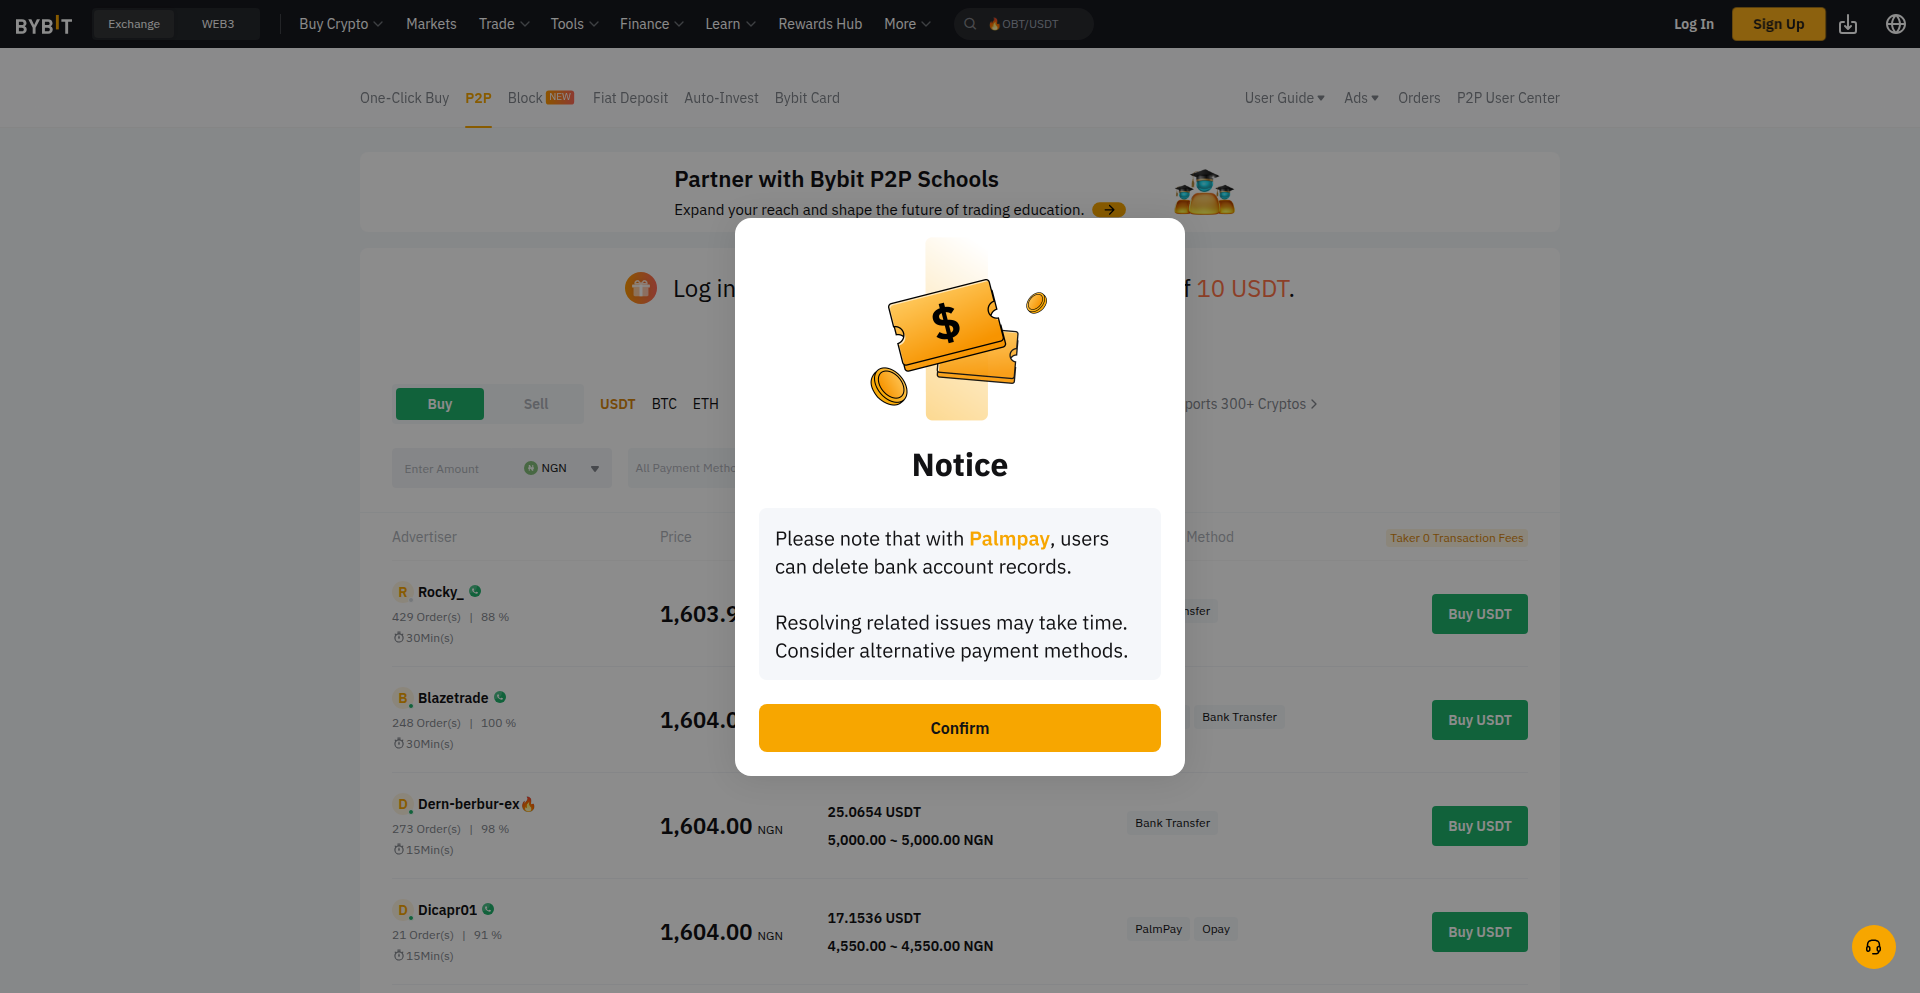 BYBIT
Exchange
WEB3
Buy Crypto
Markets
Trade
Tools
Finance
Learn
Rewards Hub
More
OBT/USDT
Log In
Sign Up
One-Click Buy
P2P
Block NEW
Fiat Deposit
Auto-Invest
Bybit Card
User Guide
Ads
Orders
P2P User Center
Partner with Bybit P2P Schools
Expand your reach and shape the future of trading education.
Log in
f 10 USDT.
$
Buy
Sell
USDT
BTC
ETH
ports 300+ Cryptos
Enter Amount
N NGN
All Payment Metho
Notice
Please note that with Palmpay, users
can delete bank account records.
Resolving related issues may take time.
Consider alternative payment methods.
Confirm
Advertiser
Price
Method
Taker 0 Transaction Fees
R Rocky_
429 Order(s) | 88 %
30Min(s)
1,603.9
nsfer
Buy USDT
B Blazetrade
248 Order(s) | 100 %
30Min(s)
1,604.0
Bank Transfer
Buy USDT
D Dern-berbur-ex
273 Order(s) | 98 %
15Min(s)
1,604.00 NGN
25.0654 USDT
5,000.00 ~ 5,000.00 NGN
Bank Transfer
Buy USDT
D Dicapr01
21 Order(s) | 91 %
15Min(s)
1,604.00 NGN
17.1536 USDT
4,550.00 ~ 4,550.00 NGN
PalmPay
Opay
Buy USDT